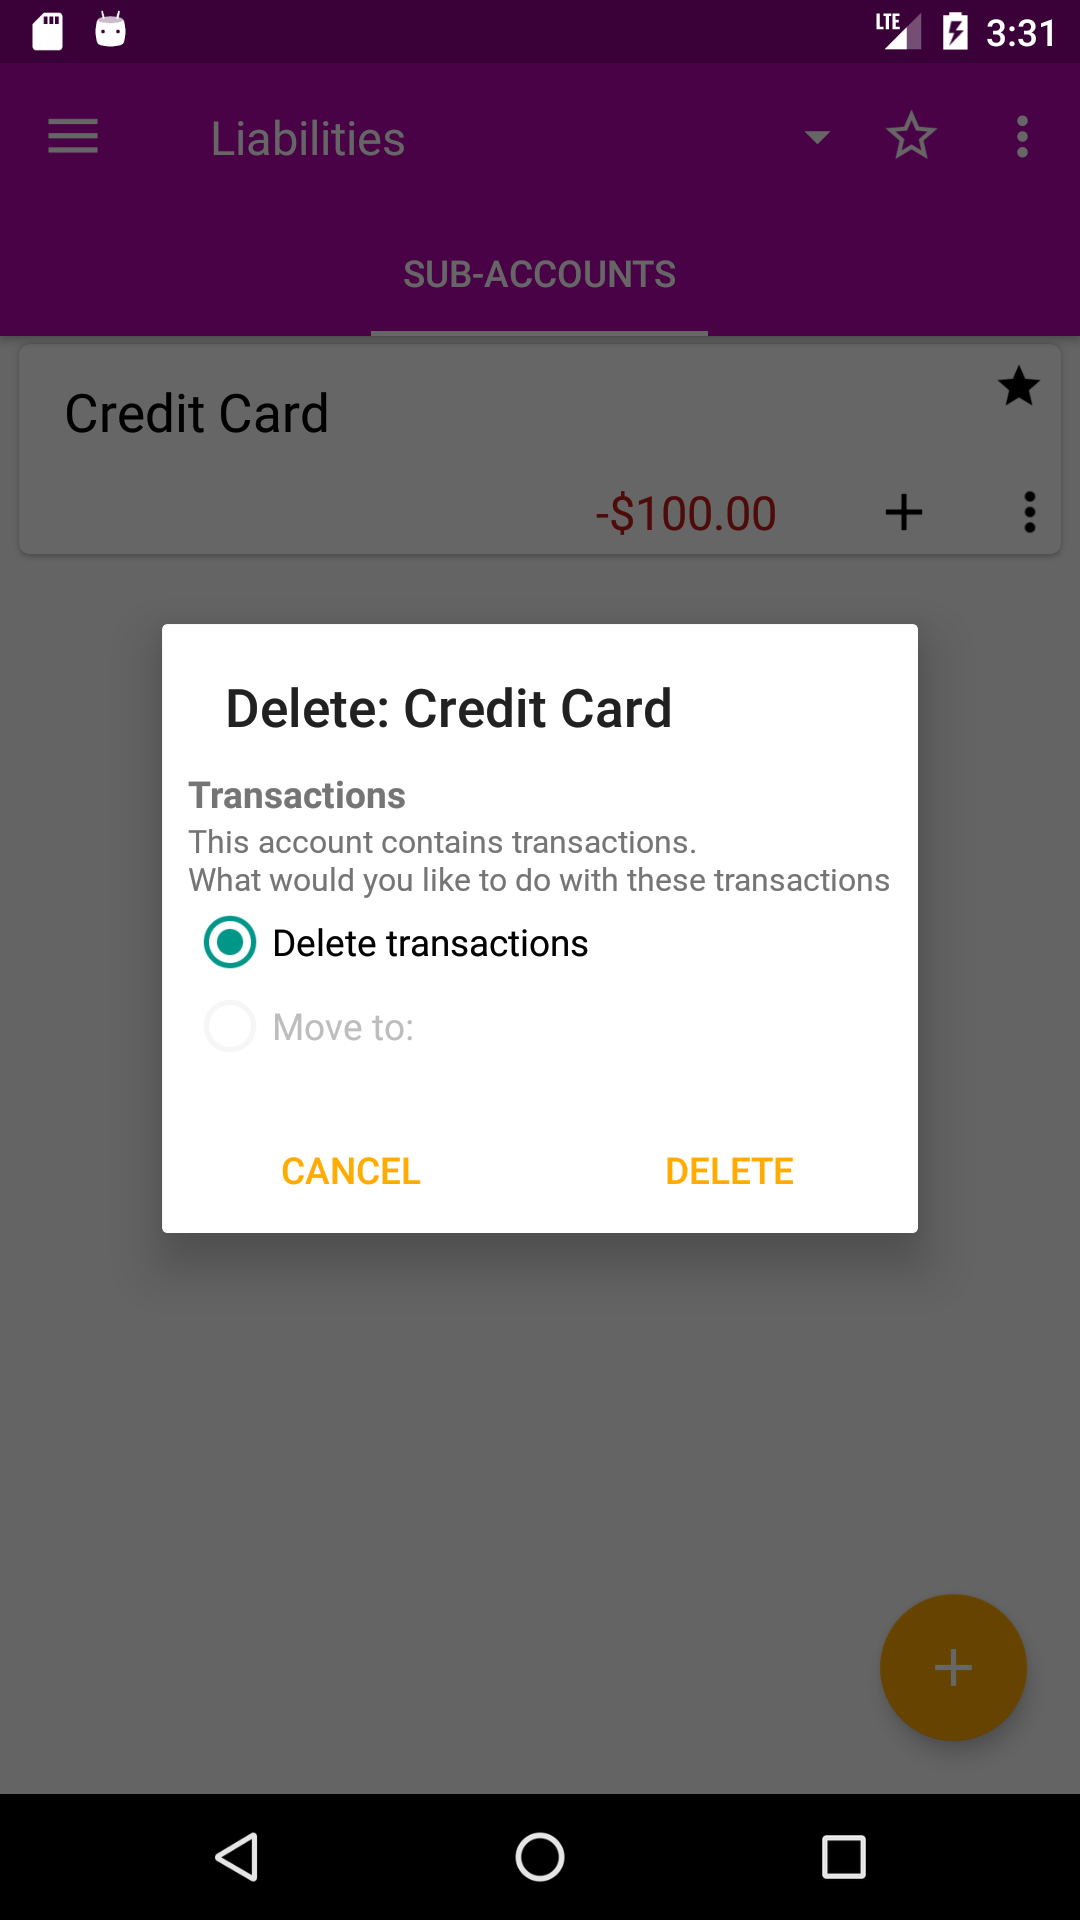 LTE 3:31
Liabilities
SUB-ACCOUNTS
Credit Card
-$100.00
Delete: Credit Card
Transactions
This account contains transactions.
What would you like to do with these transactions
Delete transactions
Move to:
CANCEL DELETE